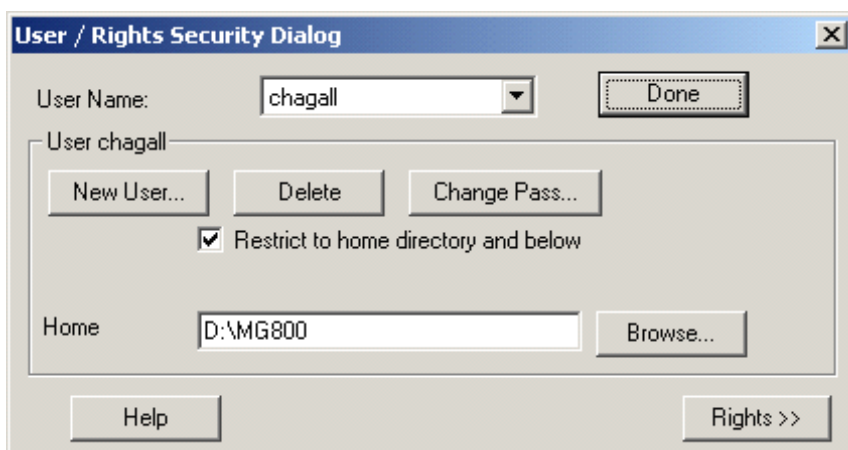 User / Rights Security Dialog
User Name: chagall Done
User chagall
New User... Delete Change Pass...
Restrict to home directory and below
Home D:\MG800 Browse...
Help Rights >>